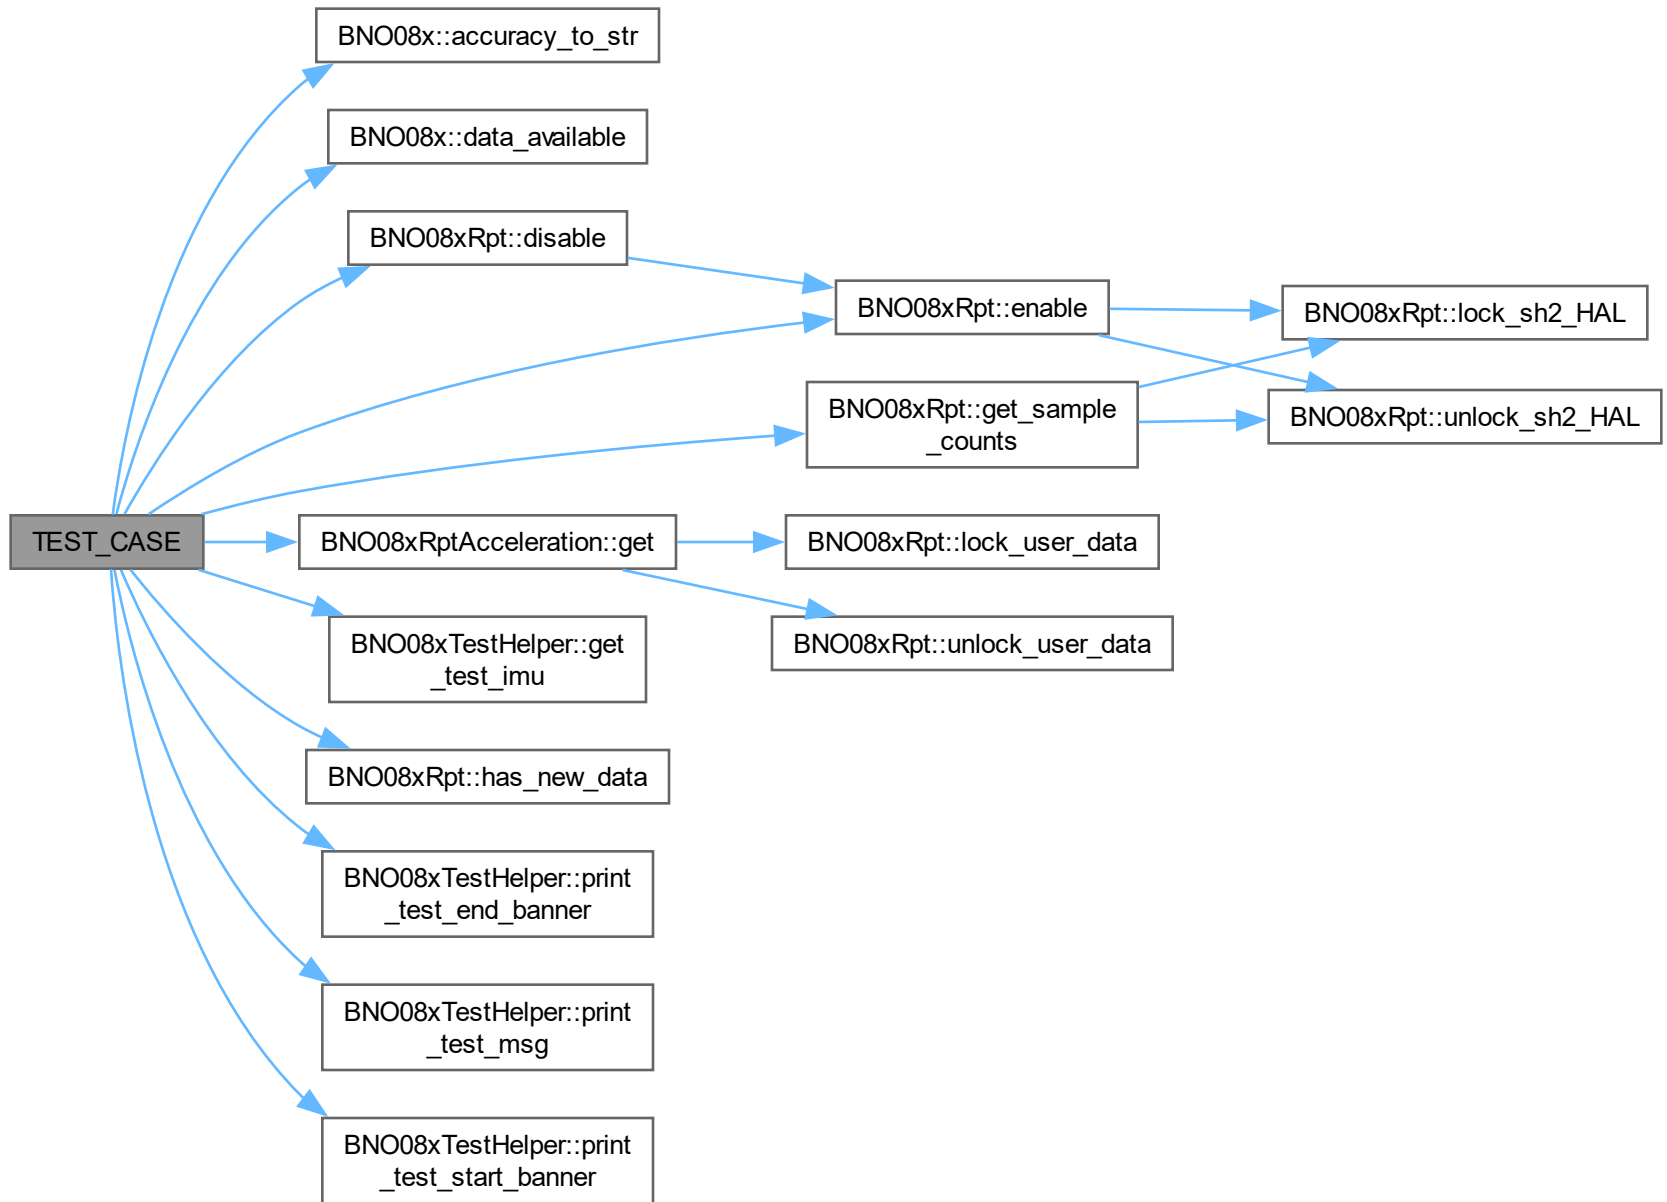 BNO08x::accuracy_to_str
BNO08x::data_available
BNO08xRpt::disable
BNO08xRpt::enable
BNO08xRpt::lock_sh2_HAL
BNO08xRpt::get_sample
_counts
BNO08xRpt::unlock_sh2_HAL
TEST_CASE
BNO08xRptAcceleration::get
BNO08xRpt::lock_user_data
BNO08xTestHelper::get
_test_imu
BNO08xRpt::unlock_user_data
BNO08xRpt::has_new_data
BNO08xTestHelper::print
_test_end_banner
BNO08xTestHelper::print
_test_msg
BNO08xTestHelper::print
_test_start_banner